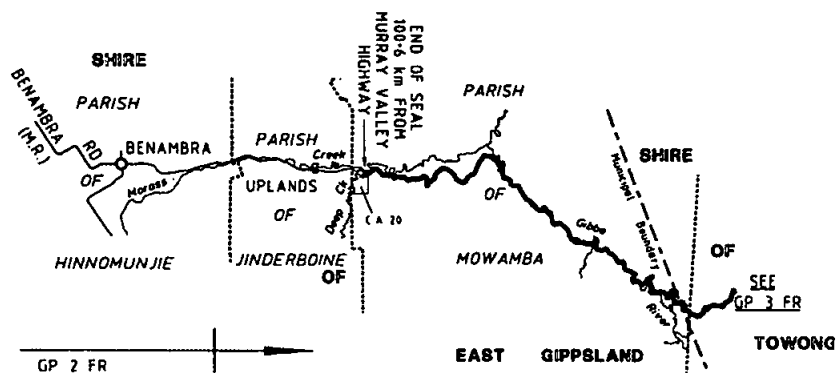 SHIRE
PARISH
OF
HINNOMUNJIE
BENAMBRA RD
(M.R.)
BENAMBRA
Morass
Creek
PARISH
UPLANDS
OF
JINDERBOINE
OF
Deep Ck
CA 20
END OF SEAL
100·6 km FROM
MURRAY VALLEY
HIGHWAY
PARISH
OF
MOWAMBA
Gibbo
River
Municipal Boundary
SHIRE
OF
TOWONG
SEE
GP 3 FR
EAST GIPPSLAND
GP 2 FR